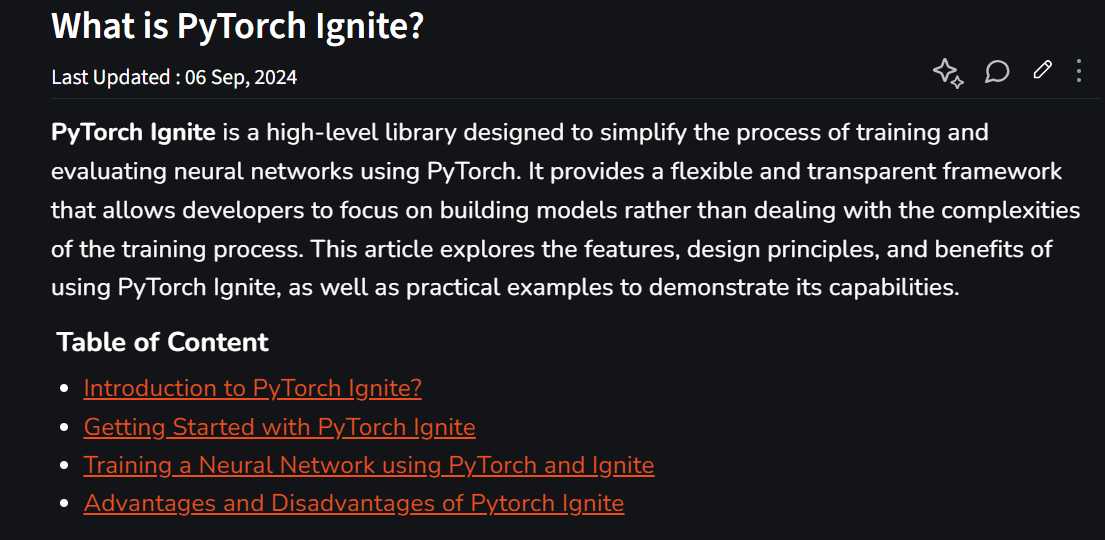 What is PyTorch Ignite?
Last Updated : 06 Sep, 2024
PyTorch Ignite is a high-level library designed to simplify the process of training and
evaluating neural networks using PyTorch. It provides a flexible and transparent framework
that allows developers to focus on building models rather than dealing with the complexities
of the training process. This article explores the features, design principles, and benefits of
using PyTorch Ignite, as well as practical examples to demonstrate its capabilities.
Table of Content
Introduction to PyTorch Ignite?
Getting Started with PyTorch Ignite
Training a Neural Network using PyTorch and Ignite
Advantages and Disadvantages of Pytorch Ignite